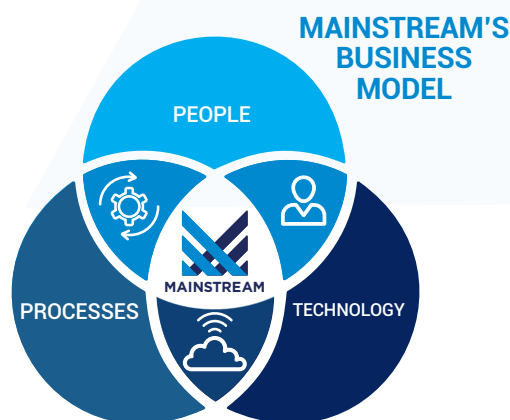 MAINSTREAM'S
BUSINESS
MODEL
PEOPLE
MAINSTREAM
PROCESSES
TECHNOLOGY